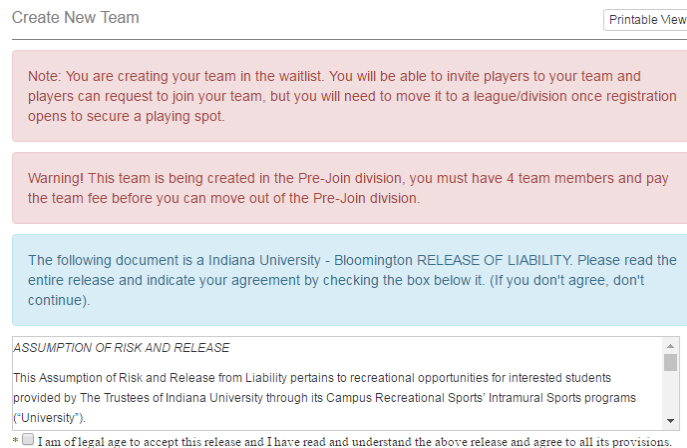 Create New Team
Printable View
Note: You are creating your team in the waitlist. You will be able to invite players to your team and
players can request to join your team, but you will need to move it to a league/division once registration
opens to secure a playing spot.
Warning! This team is being created in the Pre-Join division, you must have 4 team members and pay
the team fee before you can move out of the Pre-Join division.
The following document is a Indiana University - Bloomington RELEASE OF LIABILITY. Please read the
entire release and indicate your agreement by checking the box below it. (If you don't agree, don't
continue).
ASSUMPTION OF RISK AND RELEASE
This Assumption of Risk and Release from Liability pertains to recreational opportunities for interested students
provided by The Trustees of Indiana University through its Campus Recreational Sports' Intramural Sports programs
("University").
* I am of legal age to accept this release and I have read and understand the above release and agree to all its provisions.